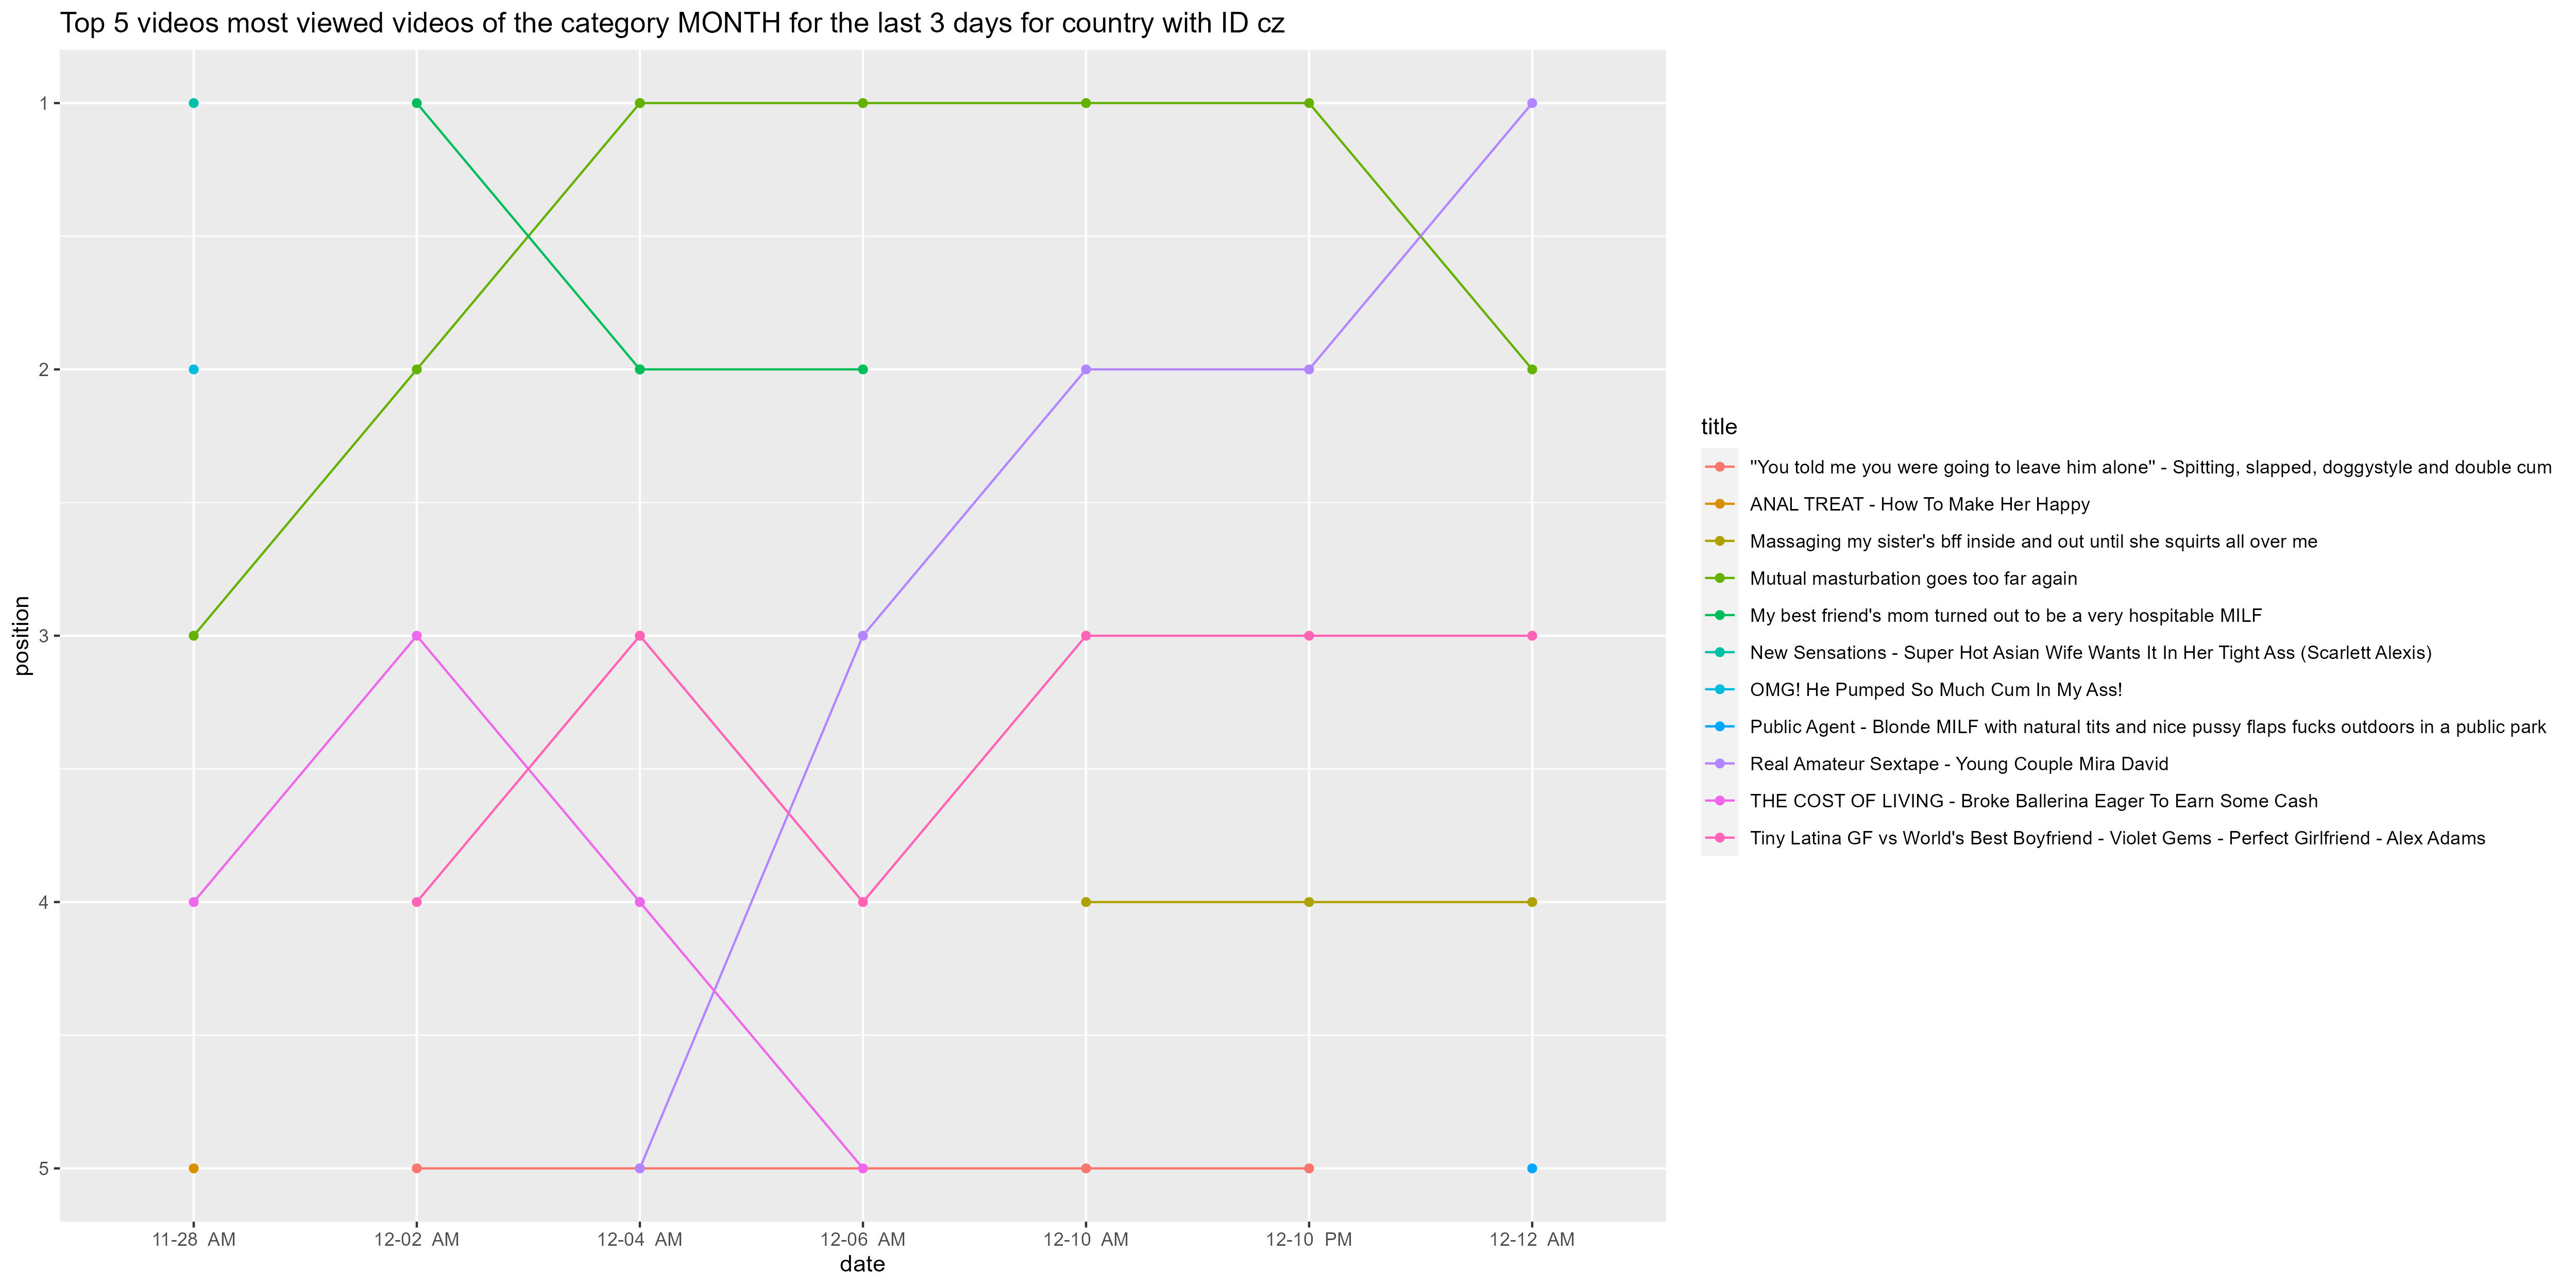 Top 5 videos most viewed videos of the category MONTH for the last 3 days for country with ID cz
position
1
2
3
4
5
11-28 AM
12-02 AM
12-04 AM
12-06 AM
12-10 AM
12-10 PM
12-12 AM
date
title
"You told me you were going to leave him alone" - Spitting, slapped, doggystyle and double cum
ANAL TREAT - How To Make Her Happy
Massaging my sister's bff inside and out until she squirts all over me
Mutual masturbation goes too far again
My best friend's mom turned out to be a very hospitable MILF
New Sensations - Super Hot Asian Wife Wants It In Her Tight Ass (Scarlett Alexis)
OMG! He Pumped So Much Cum In My Ass!
Public Agent - Blonde MILF with natural tits and nice pussy flaps fucks outdoors in a public park
Real Amateur Sextape - Young Couple Mira David
THE COST OF LIVING - Broke Ballerina Eager To Earn Some Cash
Tiny Latina GF vs World's Best Boyfriend - Violet Gems - Perfect Girlfriend - Alex Adams